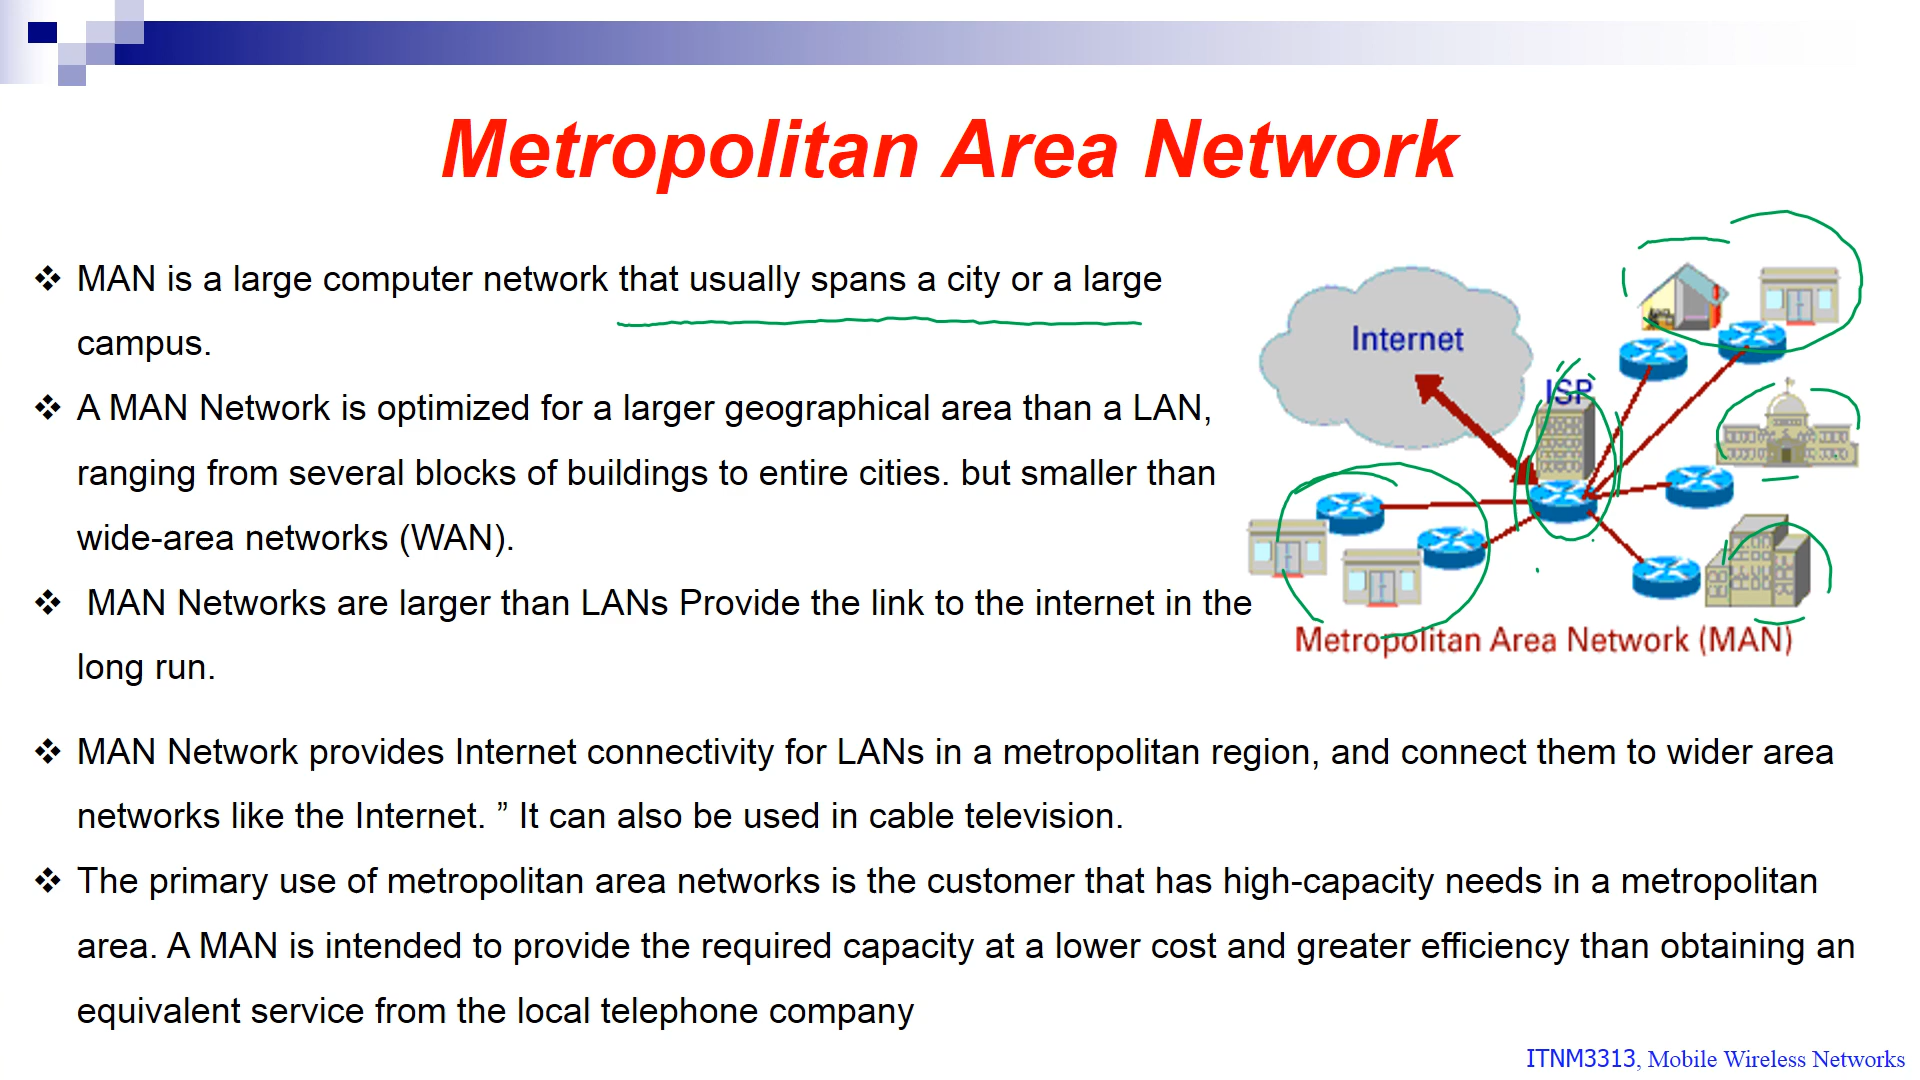 Metropolitan Area Network
❖ MAN is a large computer network that usually spans a city or a large
campus.
❖ A MAN Network is optimized for a larger geographical area than a LAN,
ranging from several blocks of buildings to entire cities. but smaller than
wide-area networks (WAN).
❖ MAN Networks are larger than LANs Provide the link to the internet in the
long run.
Internet
ISP
Metropolitan Area Network (MAN)
❖ MAN Network provides Internet connectivity for LANs in a metropolitan region, and connect them to wider area
networks like the Internet. ” It can also be used in cable television.
❖ The primary use of metropolitan area networks is the customer that has high-capacity needs in a metropolitan
area. A MAN is intended to provide the required capacity at a lower cost and greater efficiency than obtaining an
equivalent service from the local telephone company
ITNM3313, Mobile Wireless Networks